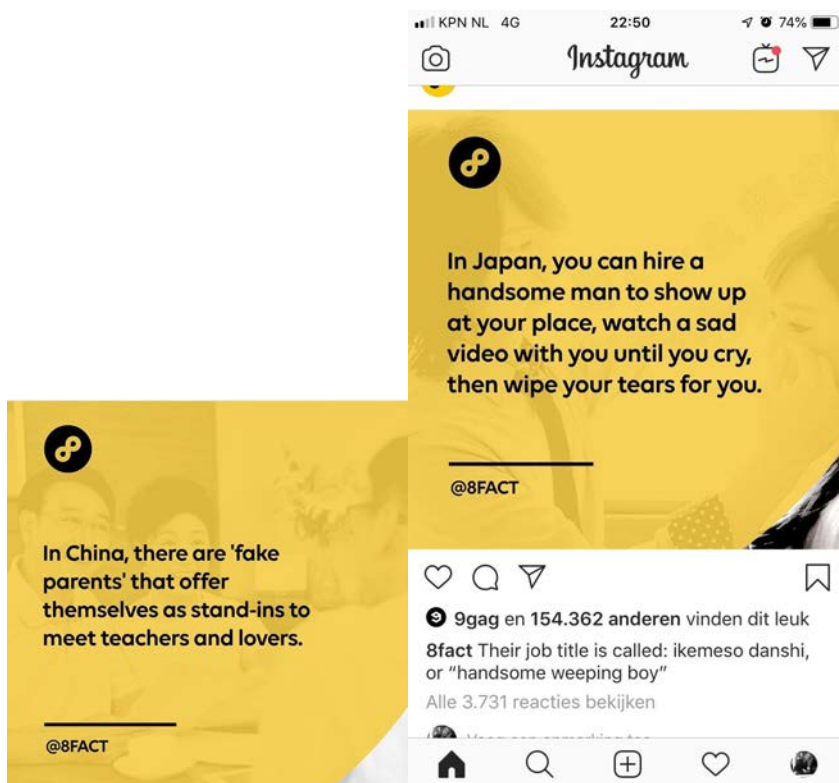 In China, there are 'fake
parents' that offer
themselves as stand-ins to
meet teachers and lovers.
@8FACT
KPN NL 4G 22:50 74%
Instagram
In Japan, you can hire a
handsome man to show up
at your place, watch a sad
video with you until you cry,
then wipe your tears for you.
@8FACT
9gag en 154.362 anderen vinden dit leuk
8fact Their job title is called: ikemeso danshi,
or “handsome weeping boy”
Alle 3.731 reacties bekijken